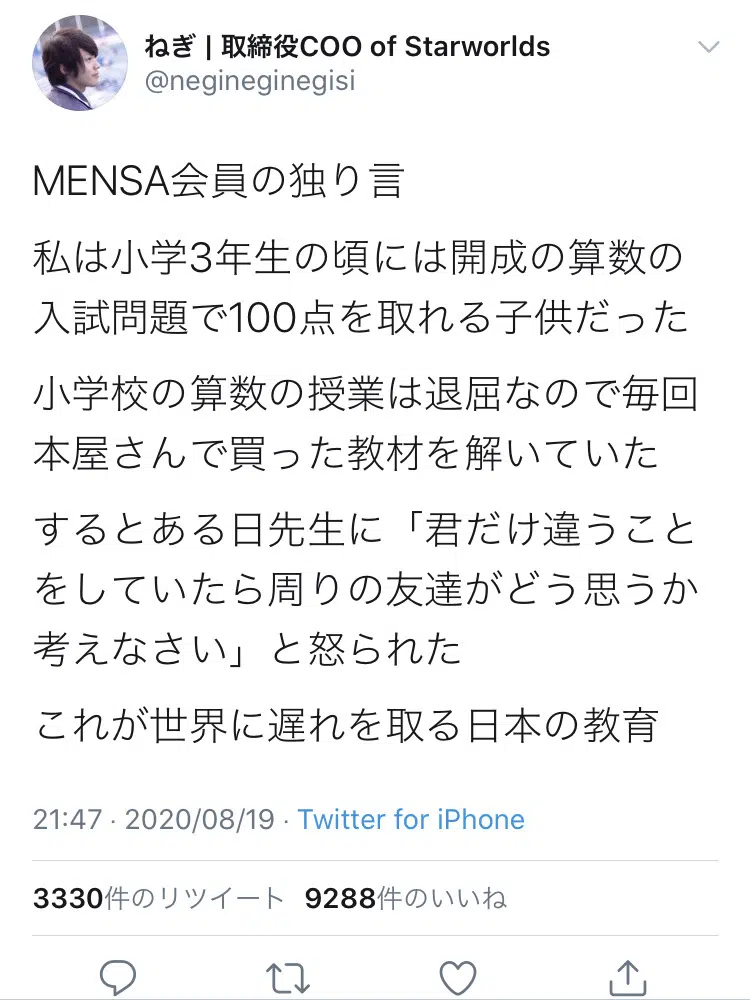 ねぎ | 取締役COO of Starworlds
@negineginegisi
MENSA会員の独り言
私は小学3年生の頃には開成の算数の
入試問題で100点を取れる子供だった
小学校の算数の授業は退屈なので毎回
本屋さんで買った教材を解いていた
するとある日先生に「君だけ違うこと
をしていたら周りの友達がどう思うか
考えなさい」と怒られた
これが世界に遅れを取る日本の教育
21:47 · 2020/08/19 · Twitter for iPhone
3330件のリツイート 9288件のいいね